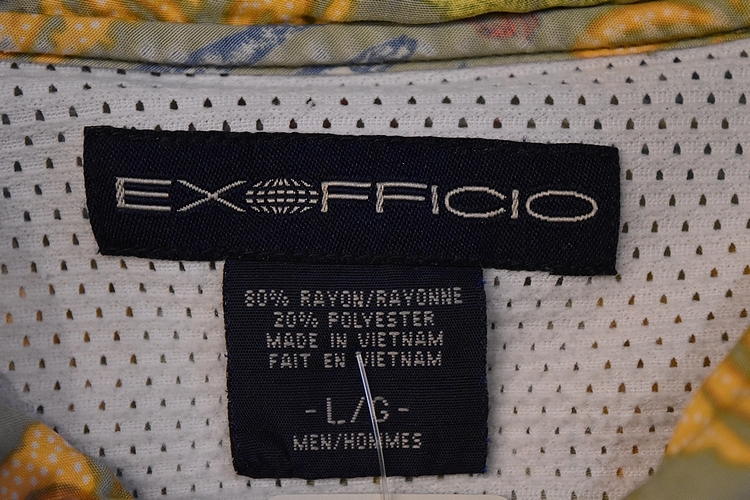 EXOFFICIO
80% RAYON/RAYONNE
20% POLYESTER
MADE IN VIETNAM
FAIT EN VIETNAM
-L/G-
MEN/HOMMES